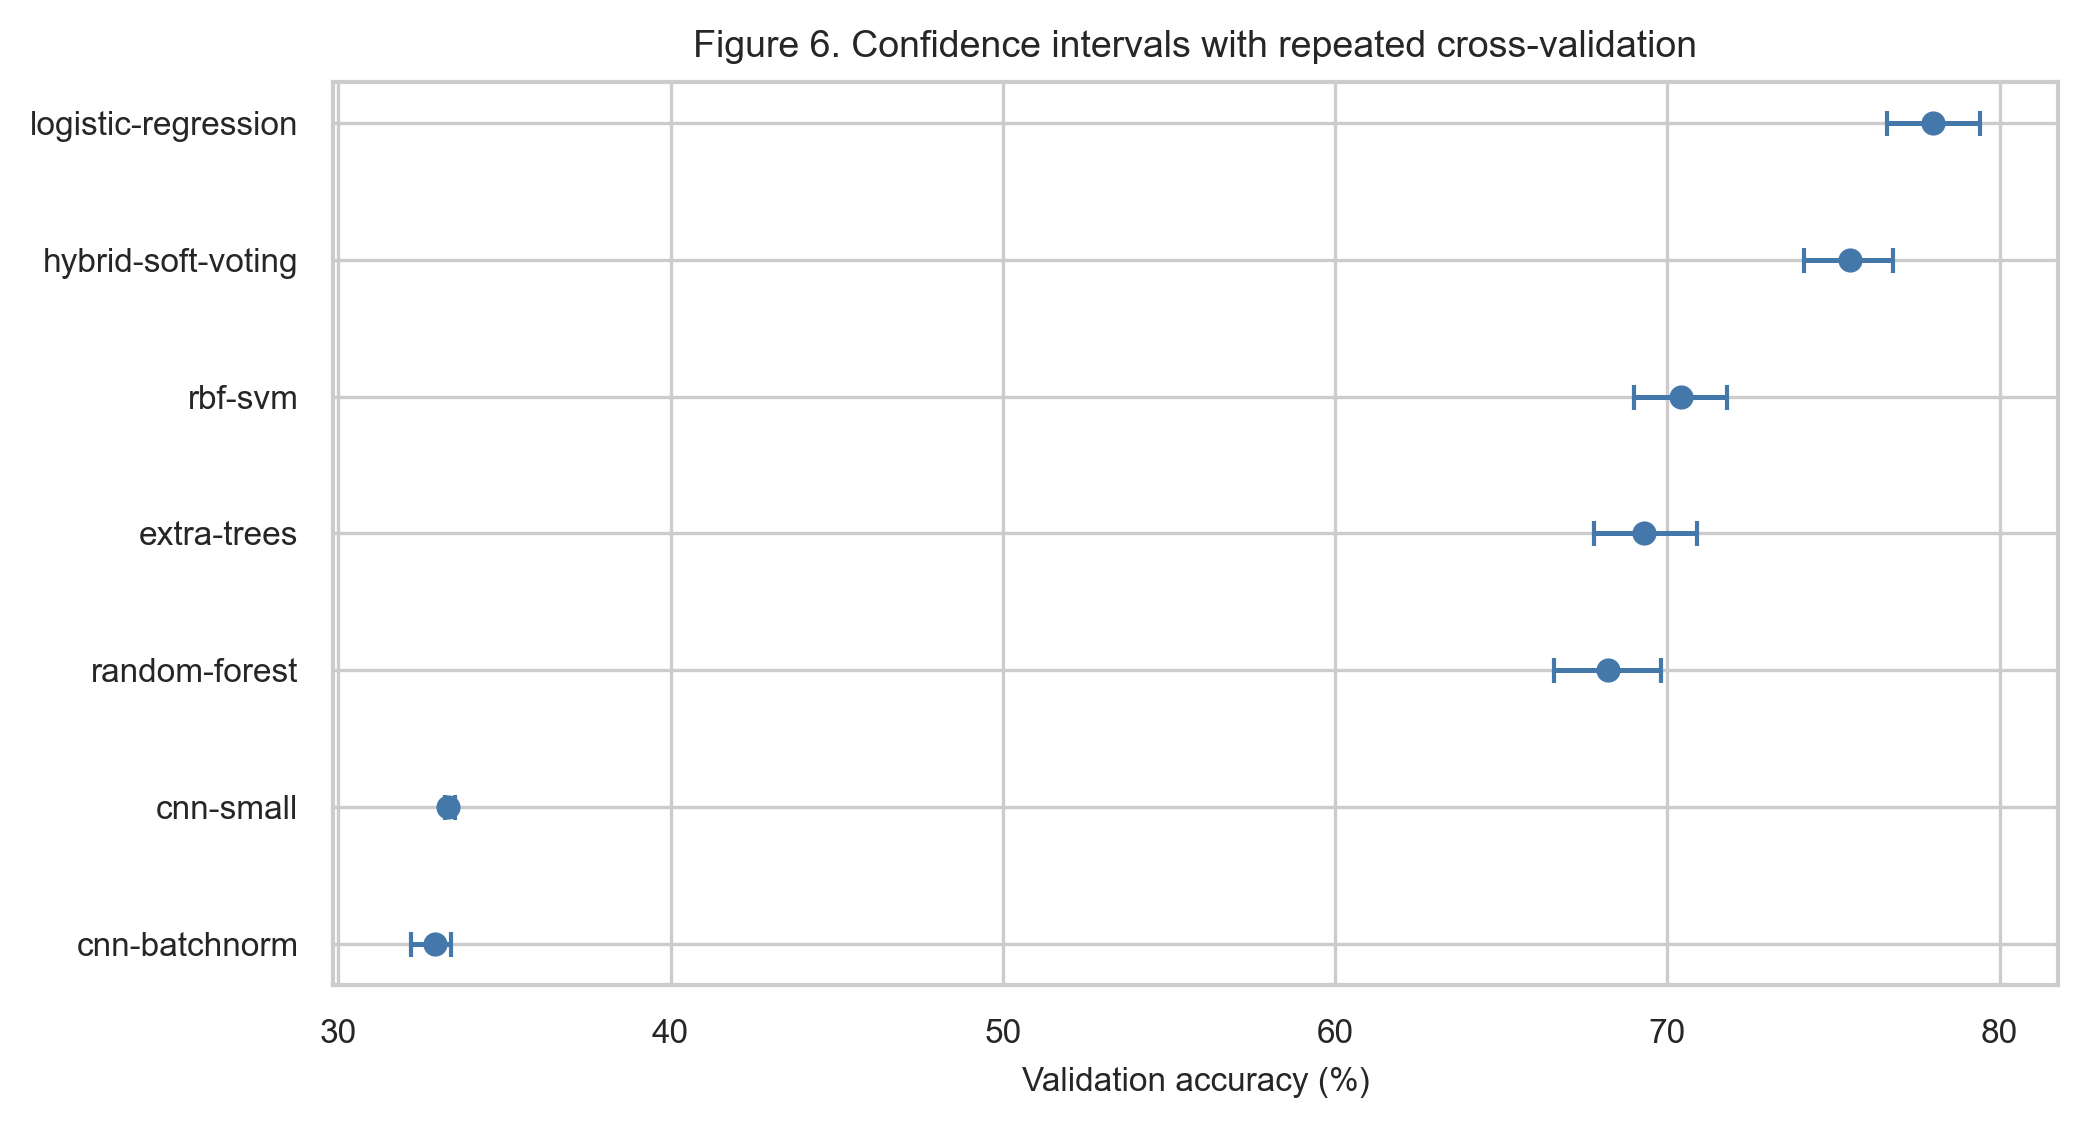 Figure 6. Confidence intervals with repeated cross-validation
logistic-regression
hybrid-soft-voting
rbf-svm
extra-trees
random-forest
cnn-small
cnn-batchnorm
30 40 50 60 70 80
Validation accuracy (%)